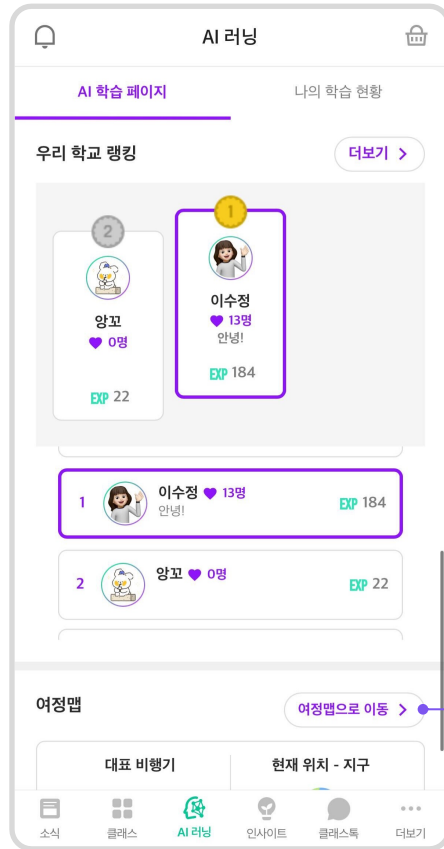 AI 러닝
AI 학습 페이지
나의 학습 현황
우리 학교 랭킹
더보기
2
앙꼬
0명
EXP 22
1
이수정
13명
안녕!
EXP 184
1 이수정 13명 EXP 184
안녕!
2 앙꼬 0명 EXP 22
여정맵
여정맵으로 이동
대표 비행기
현재 위치 - 지구
소식
클래스
AI 러닝
인사이트
클래스톡
더보기